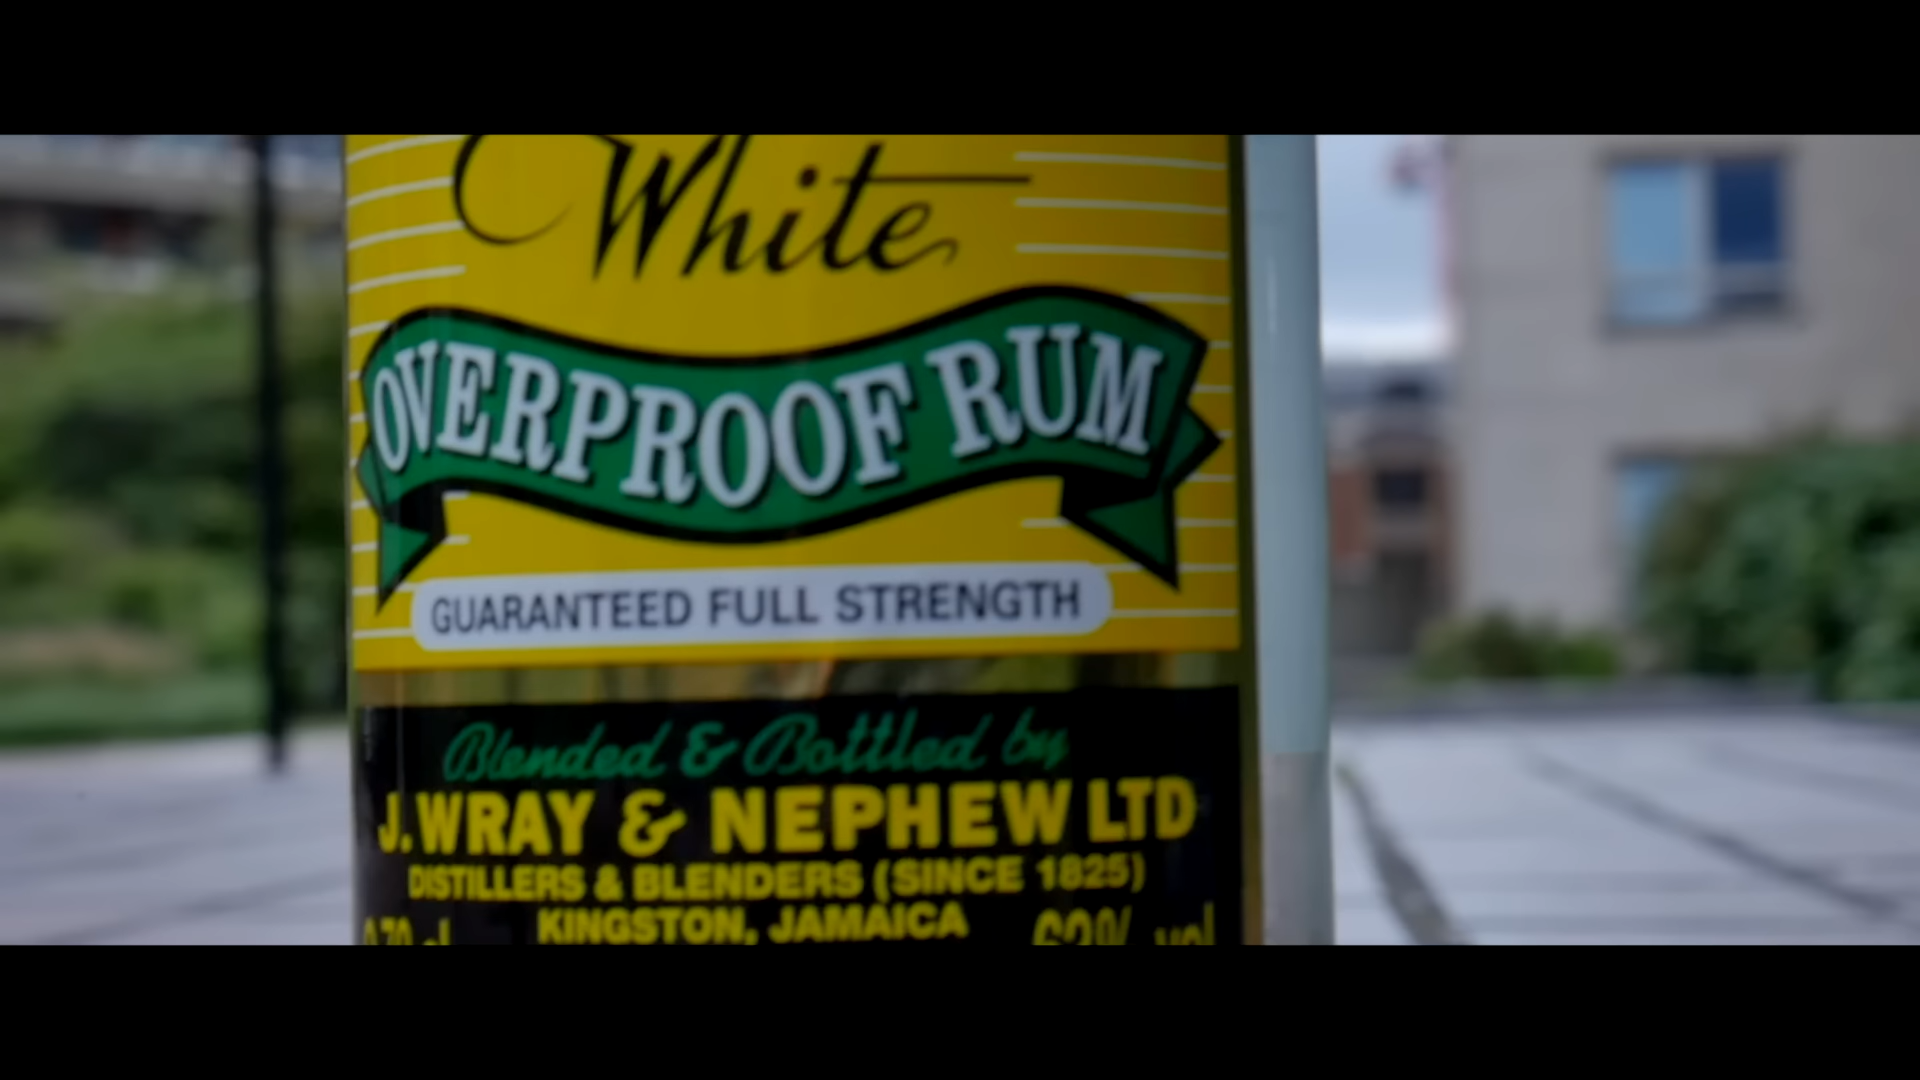 White
OVERPROOF RUM
GUARANTEED FULL STRENGTH
Blended & Bottled by
J. WRAY & NEPHEW LTD
DISTILLERS & BLENDERS (SINCE 1825)
KINGSTON, JAMAICA